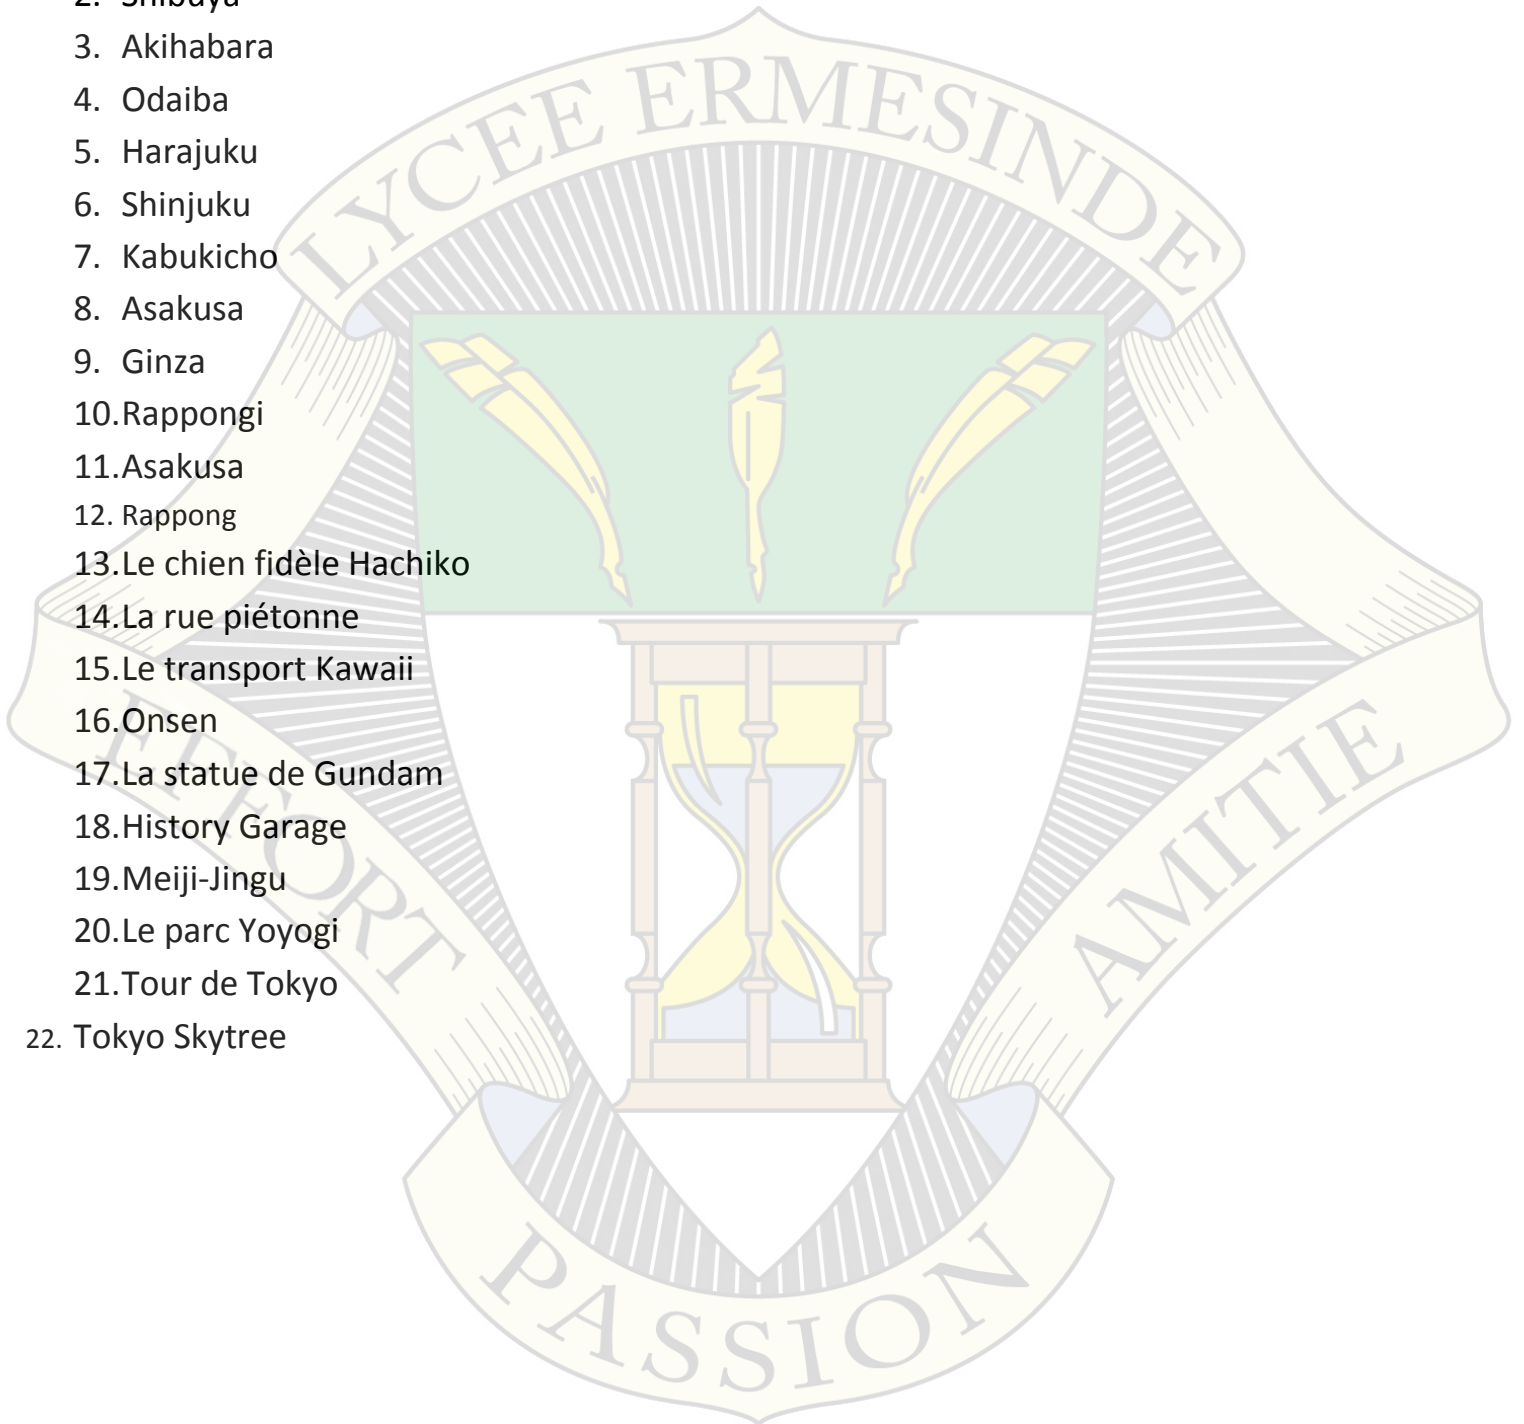 2. Shibuya
3. Akihabara
4. Odaiba
5. Harajuku
6. Shinjuku
7. Kabukicho
8. Asakusa
9. Ginza
10.Rappongi
11.Asakusa
12. Rappong
13.Le chien fidèle Hachiko
14.La rue piétonne
15.Le transport Kawaii
16.Onsen
17.La statue de Gundam
18.History Garage
19.Meiji-Jingu
20.Le parc Yoyogi
21.Tour de Tokyo
22. Tokyo Skytree
LYCEE ERMESINDE
EFFORT
AMITIE
PASSION